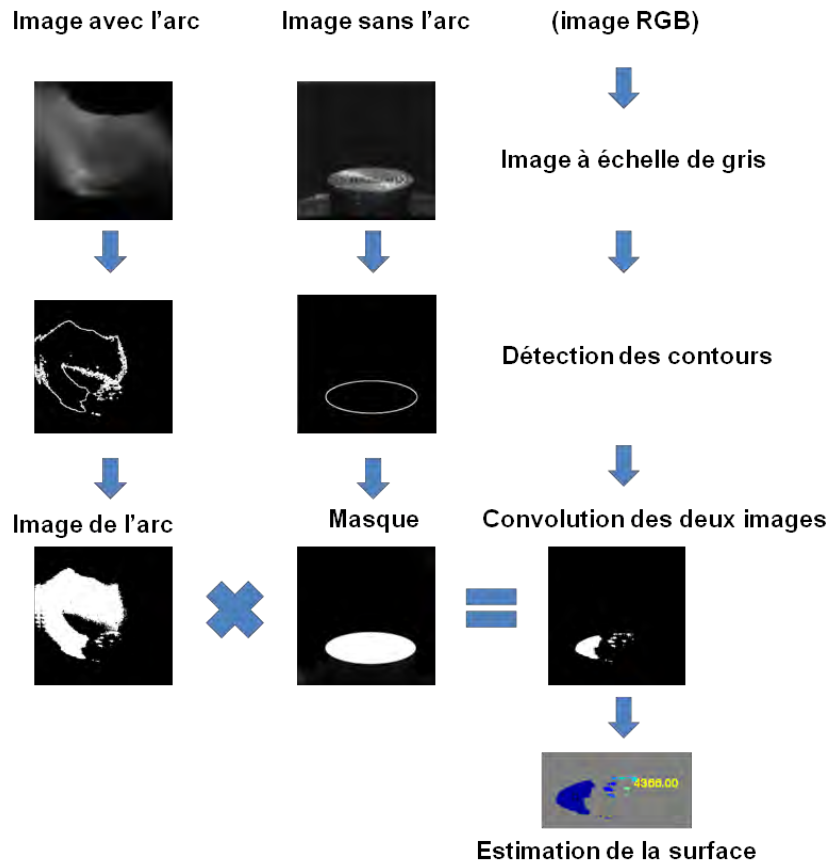 Image avec l'arc
Image sans l'arc
(image RGB)
Image à échelle de gris
Détection des contours
Image de l'arc
Masque
Convolution des deux images
4366.00
Estimation de la surface